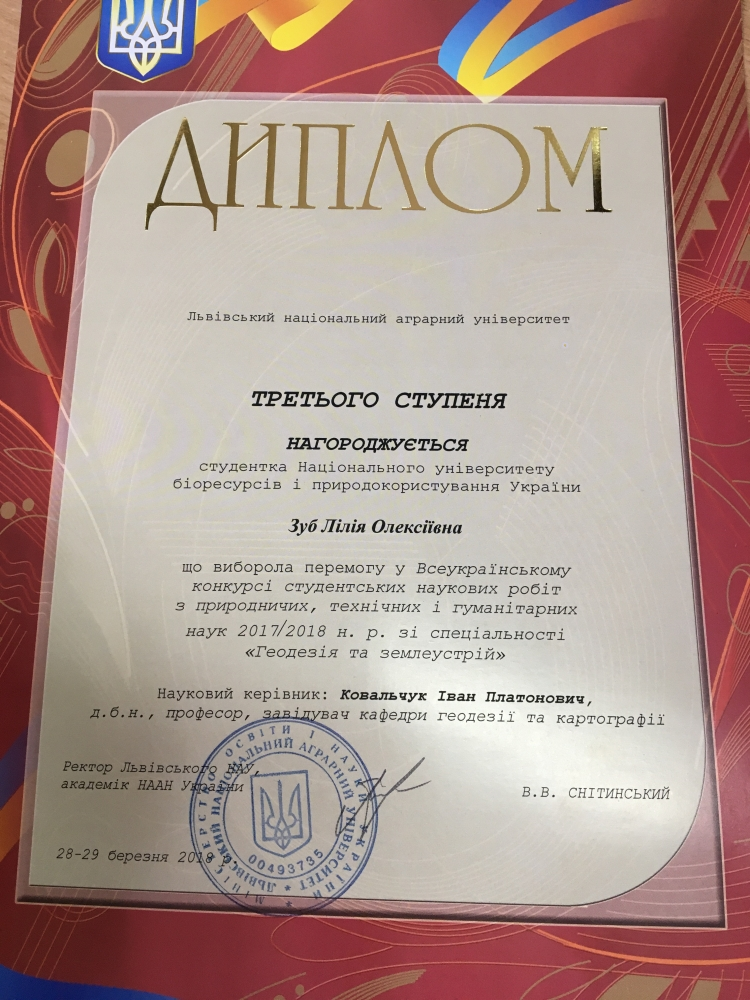 ДИПЛОМ
Львівський національний аграрний університет
ТРЕТЬОГО СТУПЕНЯ
НАГОРОДЖУЄТЬСЯ
студентка Національного університету
біоресурсів і природокористування України
Зуб Лілія Олексіївна
що виборола перемогу у Всеукраїнському
конкурсі студентських наукових робіт
з природничих, технічних і гуманітарних
наук 2017/2018 н. р. зі спеціальності
«Геодезія та землеустрій»
Науковий керівник: Ковальчук Іван Платонович,
д.б.н., професор, завідувач кафедри геодезії та картографії
Ректор Львівського НАУ,
академік НААН України
В.В. СНІТИНСЬКИЙ
28-29 березня 2018 р.
МІНІСТЕРСТВО ОСВІТИ І НАУКИ УКРАЇНИ
ЛЬВІВСЬКИЙ НАЦІОНАЛЬНИЙ АГРАРНИЙ УНІВЕРСИТЕТ
00493735